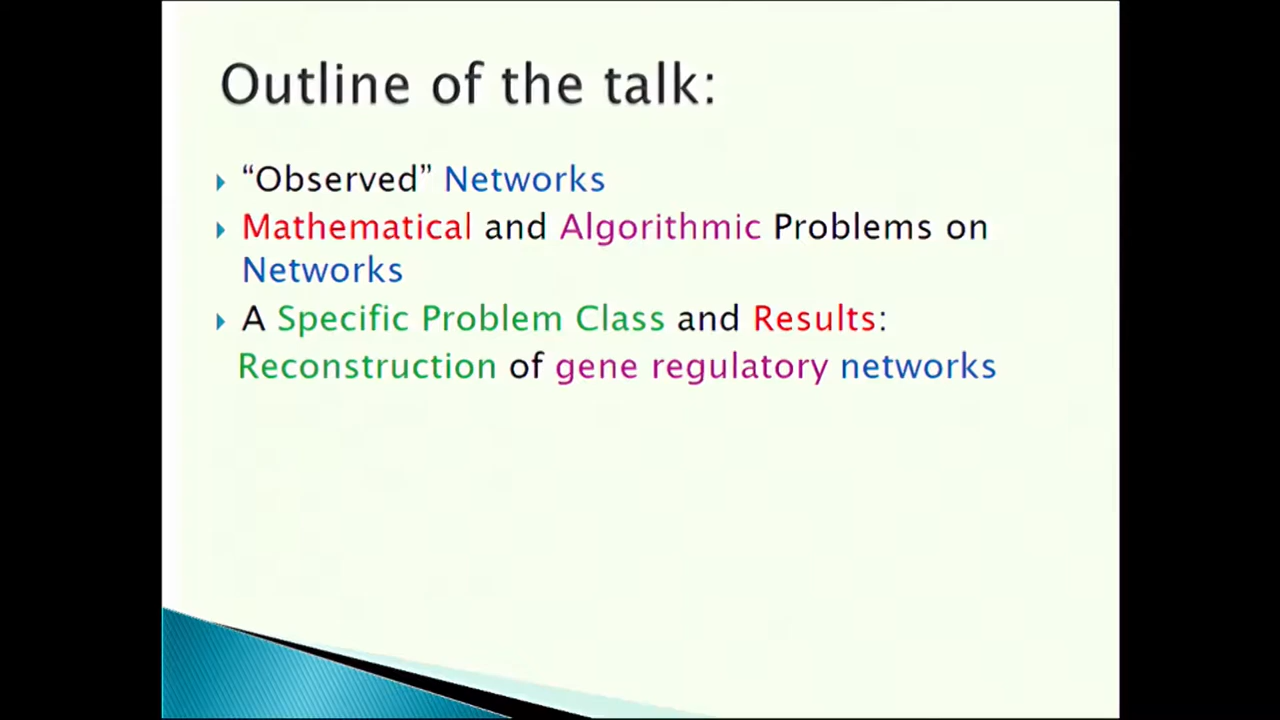 Outline of the talk:
“Observed” Networks
Mathematical and Algorithmic Problems on
Networks
A Specific Problem Class and Results:
Reconstruction of gene regulatory networks